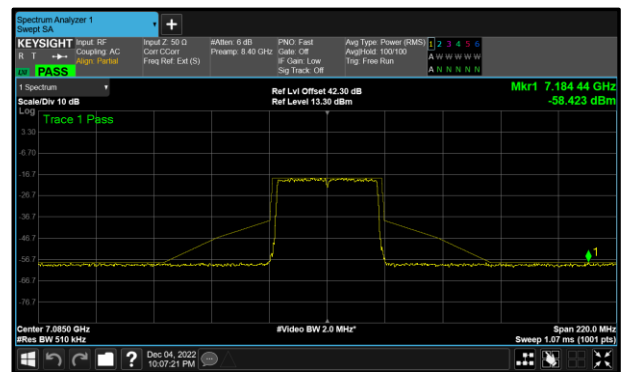 Spectrum Analyzer 1
Swept SA
+
KEYSIGHT Input: RF Input Z: 50 Ω #Atten: 6 dB PNO: Fast Avg Type: Power (RMS) 1 2 3 4 5 6
R T Coupling: AC Corr CCorr Preamp: 8.40 GHz Gate: Off Avg|Hold: 100/100 A W W W W W
Align: Partial Freq Ref: Ext (S) IF Gain: Low Trig: Free Run A N N N N N
Sig Track: Off
PASS
1 Spectrum Ref Lvl Offset 42.30 dB Mkr1 7.184 44 GHz
Scale/Div 10 dB Ref Level 13.30 dBm -58.423 dBm
Log
Trace 1 Pass
3.30
-6.70
-16.7
-26.7
-36.7
-46.7
1
-56.7
-66.7
-76.7
Center 7.0850 GHz #Video BW 2.0 MHz* Span 220.0 MHz
#Res BW 510 kHz Sweep 1.07 ms (1001 pts)
? Dec 04, 2022
10:07:21 PM